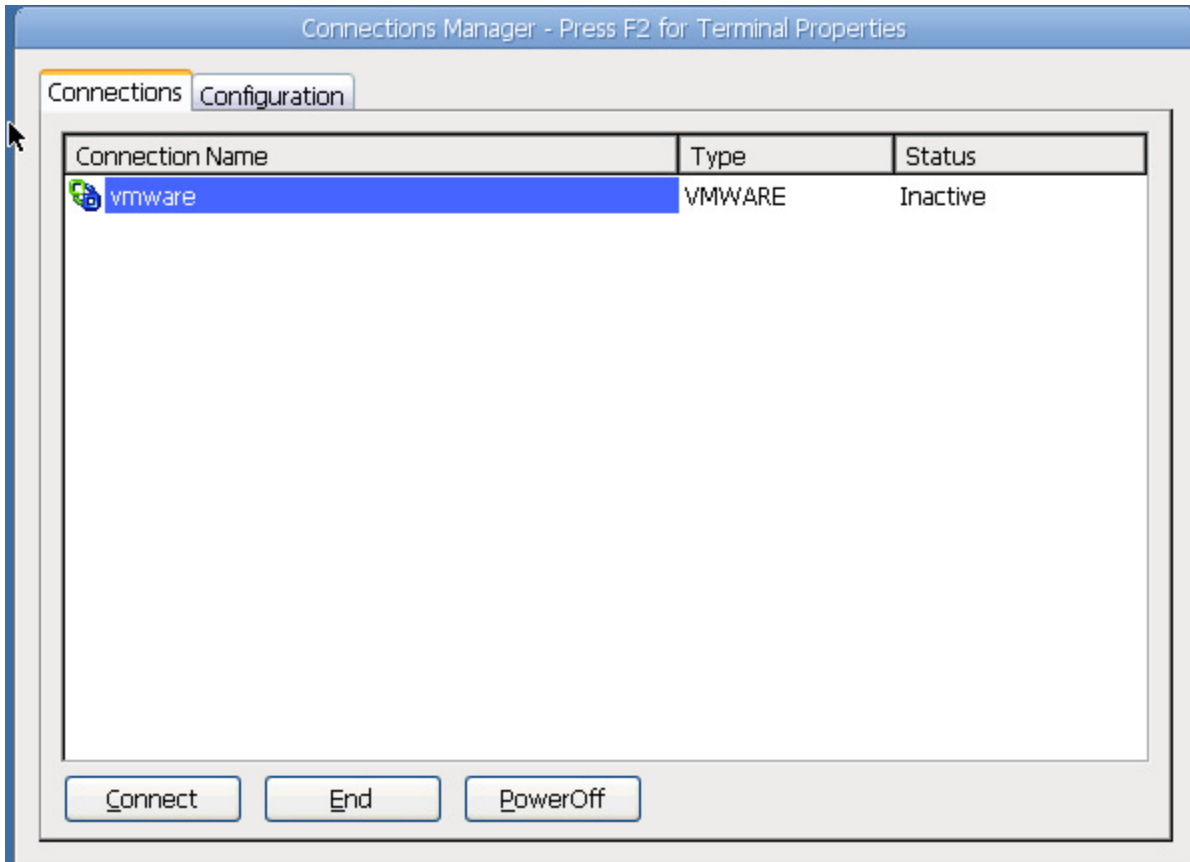 Connections Manager - Press F2 for Terminal Properties
Connections Configuration
Connection Name Type Status
vmware VMWARE Inactive
Connect End PowerOff